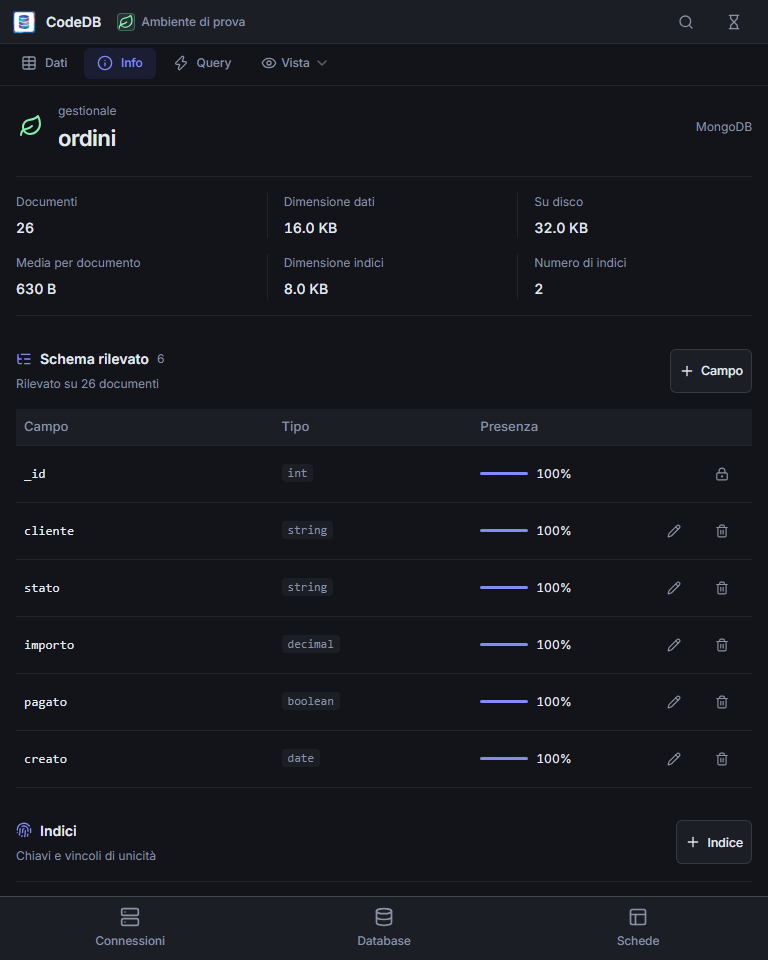 CodeDB Ambiente di prova
Dati Info Query Vista
gestionale
ordini
MongoDB
Documenti Dimensione dati Su disco
26 16.0 KB 32.0 KB
Media per documento Dimensione indici Numero di indici
630 B 8.0 KB 2
Schema rilevato 6
Rilevato su 26 documenti
+ Campo
Campo Tipo Presenza
_id int 100%
cliente string 100%
stato string 100%
importo decimal 100%
pagato boolean 100%
creato date 100%
Indici
Chiavi e vincoli di unicità
+ Indice
Connessioni Database Schede